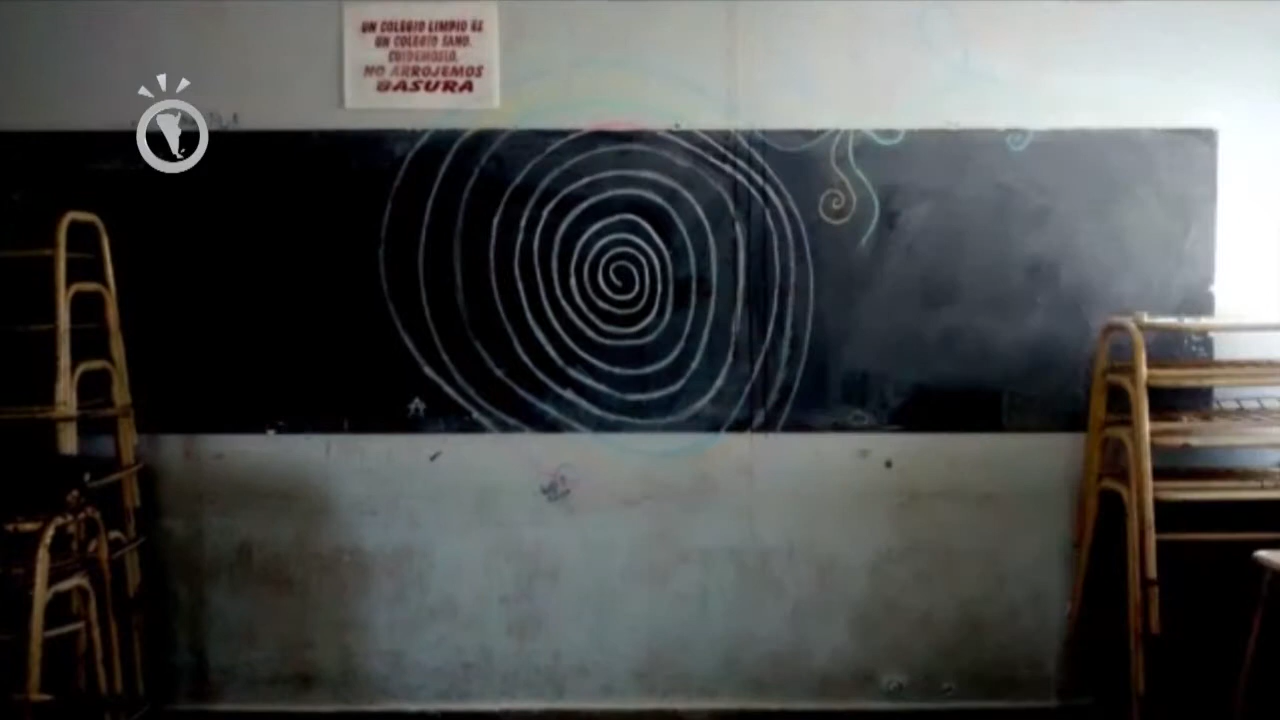 UN COLEGIO LIMPIO ES
UN COLEGIO SANO.
CUIDEMOSLO.
NO ARROJEMOS
BASURA